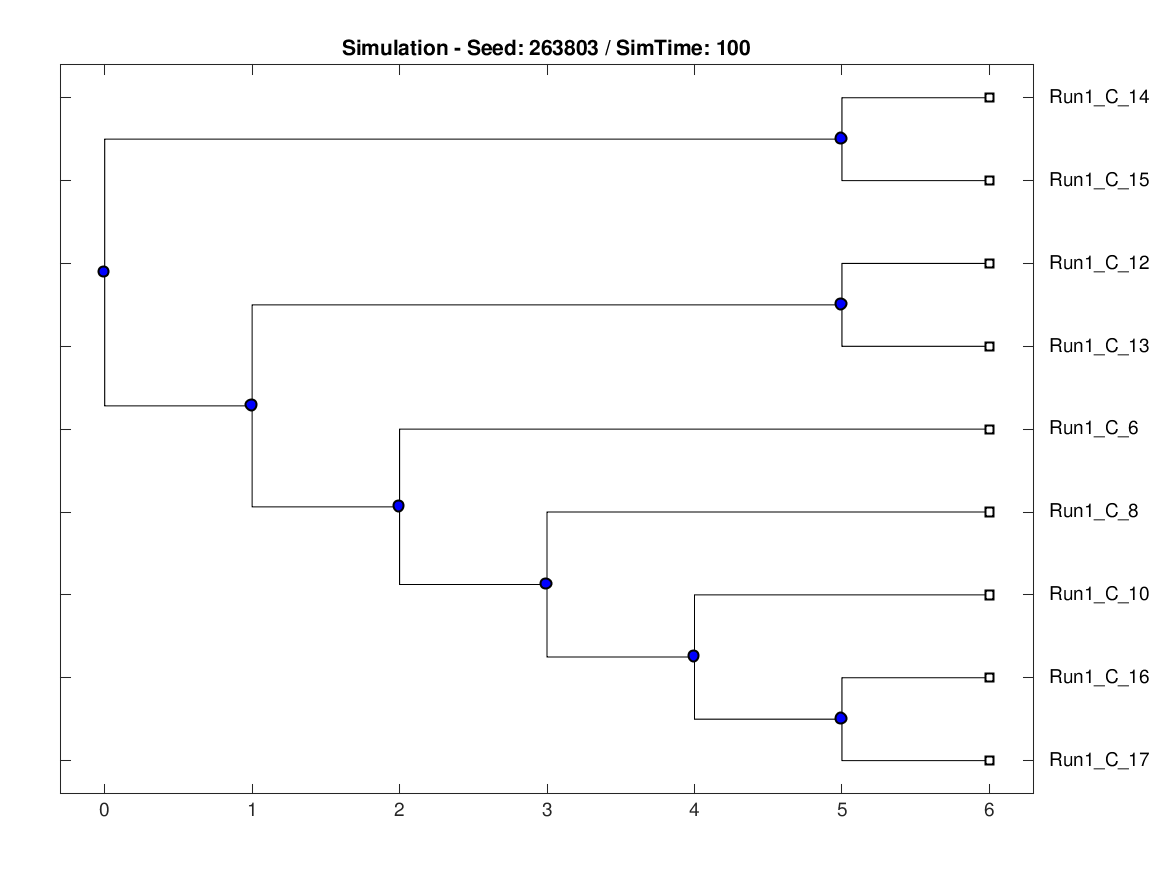 Simulation - Seed: 263803 / SimTime: 100
Run1_C_14
Run1_C_15
Run1_C_12
Run1_C_13
Run1_C_6
Run1_C_8
Run1_C_10
Run1_C_16
Run1_C_17
0 1 2 3 4 5 6